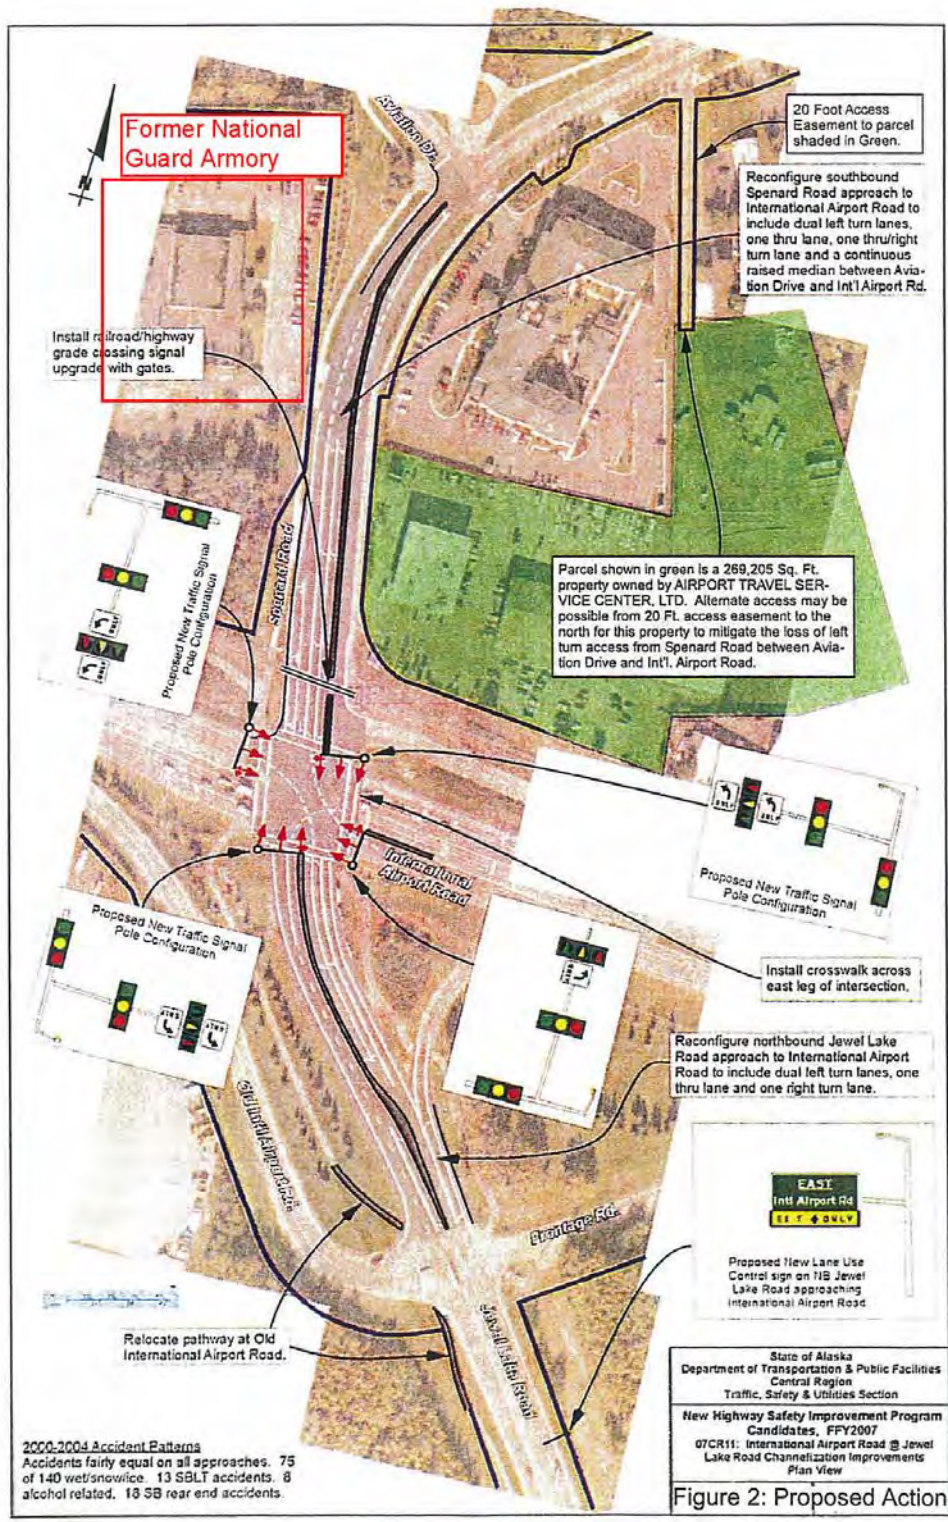 Aviation Dr.
Former National
Guard Armory
20 Foot Access
Easement to parcel
shaded in Green.
Reconfigure southbound
Spenard Road approach to
International Airport Road to
include dual left turn lanes,
one thru lane, one thru/right
turn lane and a continuous
raised median between Avia-
tion Drive and Int'l Airport Rd.
N
Install railroad/highway
grade crossing signal
upgrade with gates.
Spenard Road
Parcel shown in green is a 269,205 Sq. Ft.
property owned by AIRPORT TRAVEL SER-
VICE CENTER, LTD. Alternate access may be
possible from 20 Ft. access easement to the
north for this property to mitigate the loss of left
turn access from Spenard Road between Avia-
tion Drive and Int'l. Airport Road.
ONLY
ONLY
Proposed New Traffic Signal
Pole Configuration
ONLY
ONLY
Proposed New Traffic Signal
Pole Configuration
International
Airport Road
Proposed New Traffic Signal
Pole Configuration
ONLY
ONLY
ONLY
Install crosswalk across
east leg of intersection.
Reconfigure northbound Jewel Lake
Road approach to International Airport
Road to include dual left turn lanes, one
thru lane and one right turn lane.
Old Int'l Airport Rd.
Frontage Rd.
EAST
Intl Airport Rd
EXIT ONLY
Proposed New Lane Use
Control sign on NB Jewel
Lake Road approaching
International Airport Road
Relocate pathway at Old
International Airport Road.
Jewel Lake Road
2000-2004 Accident Patterns
Accidents fairly equal on all approaches. 75
of 140 wet/snow/ice. 13 SBLT accidents. 8
alcohol related. 18 SB rear end accidents.
State of Alaska
Department of Transportation & Public Facilities
Central Region
Traffic, Safety & Utilities Section
New Highway Safety Improvement Program
Candidates, FFY2007
07CR11: International Airport Road @ Jewel
Lake Road Channelization Improvements
Plan View
Figure 2: Proposed Action